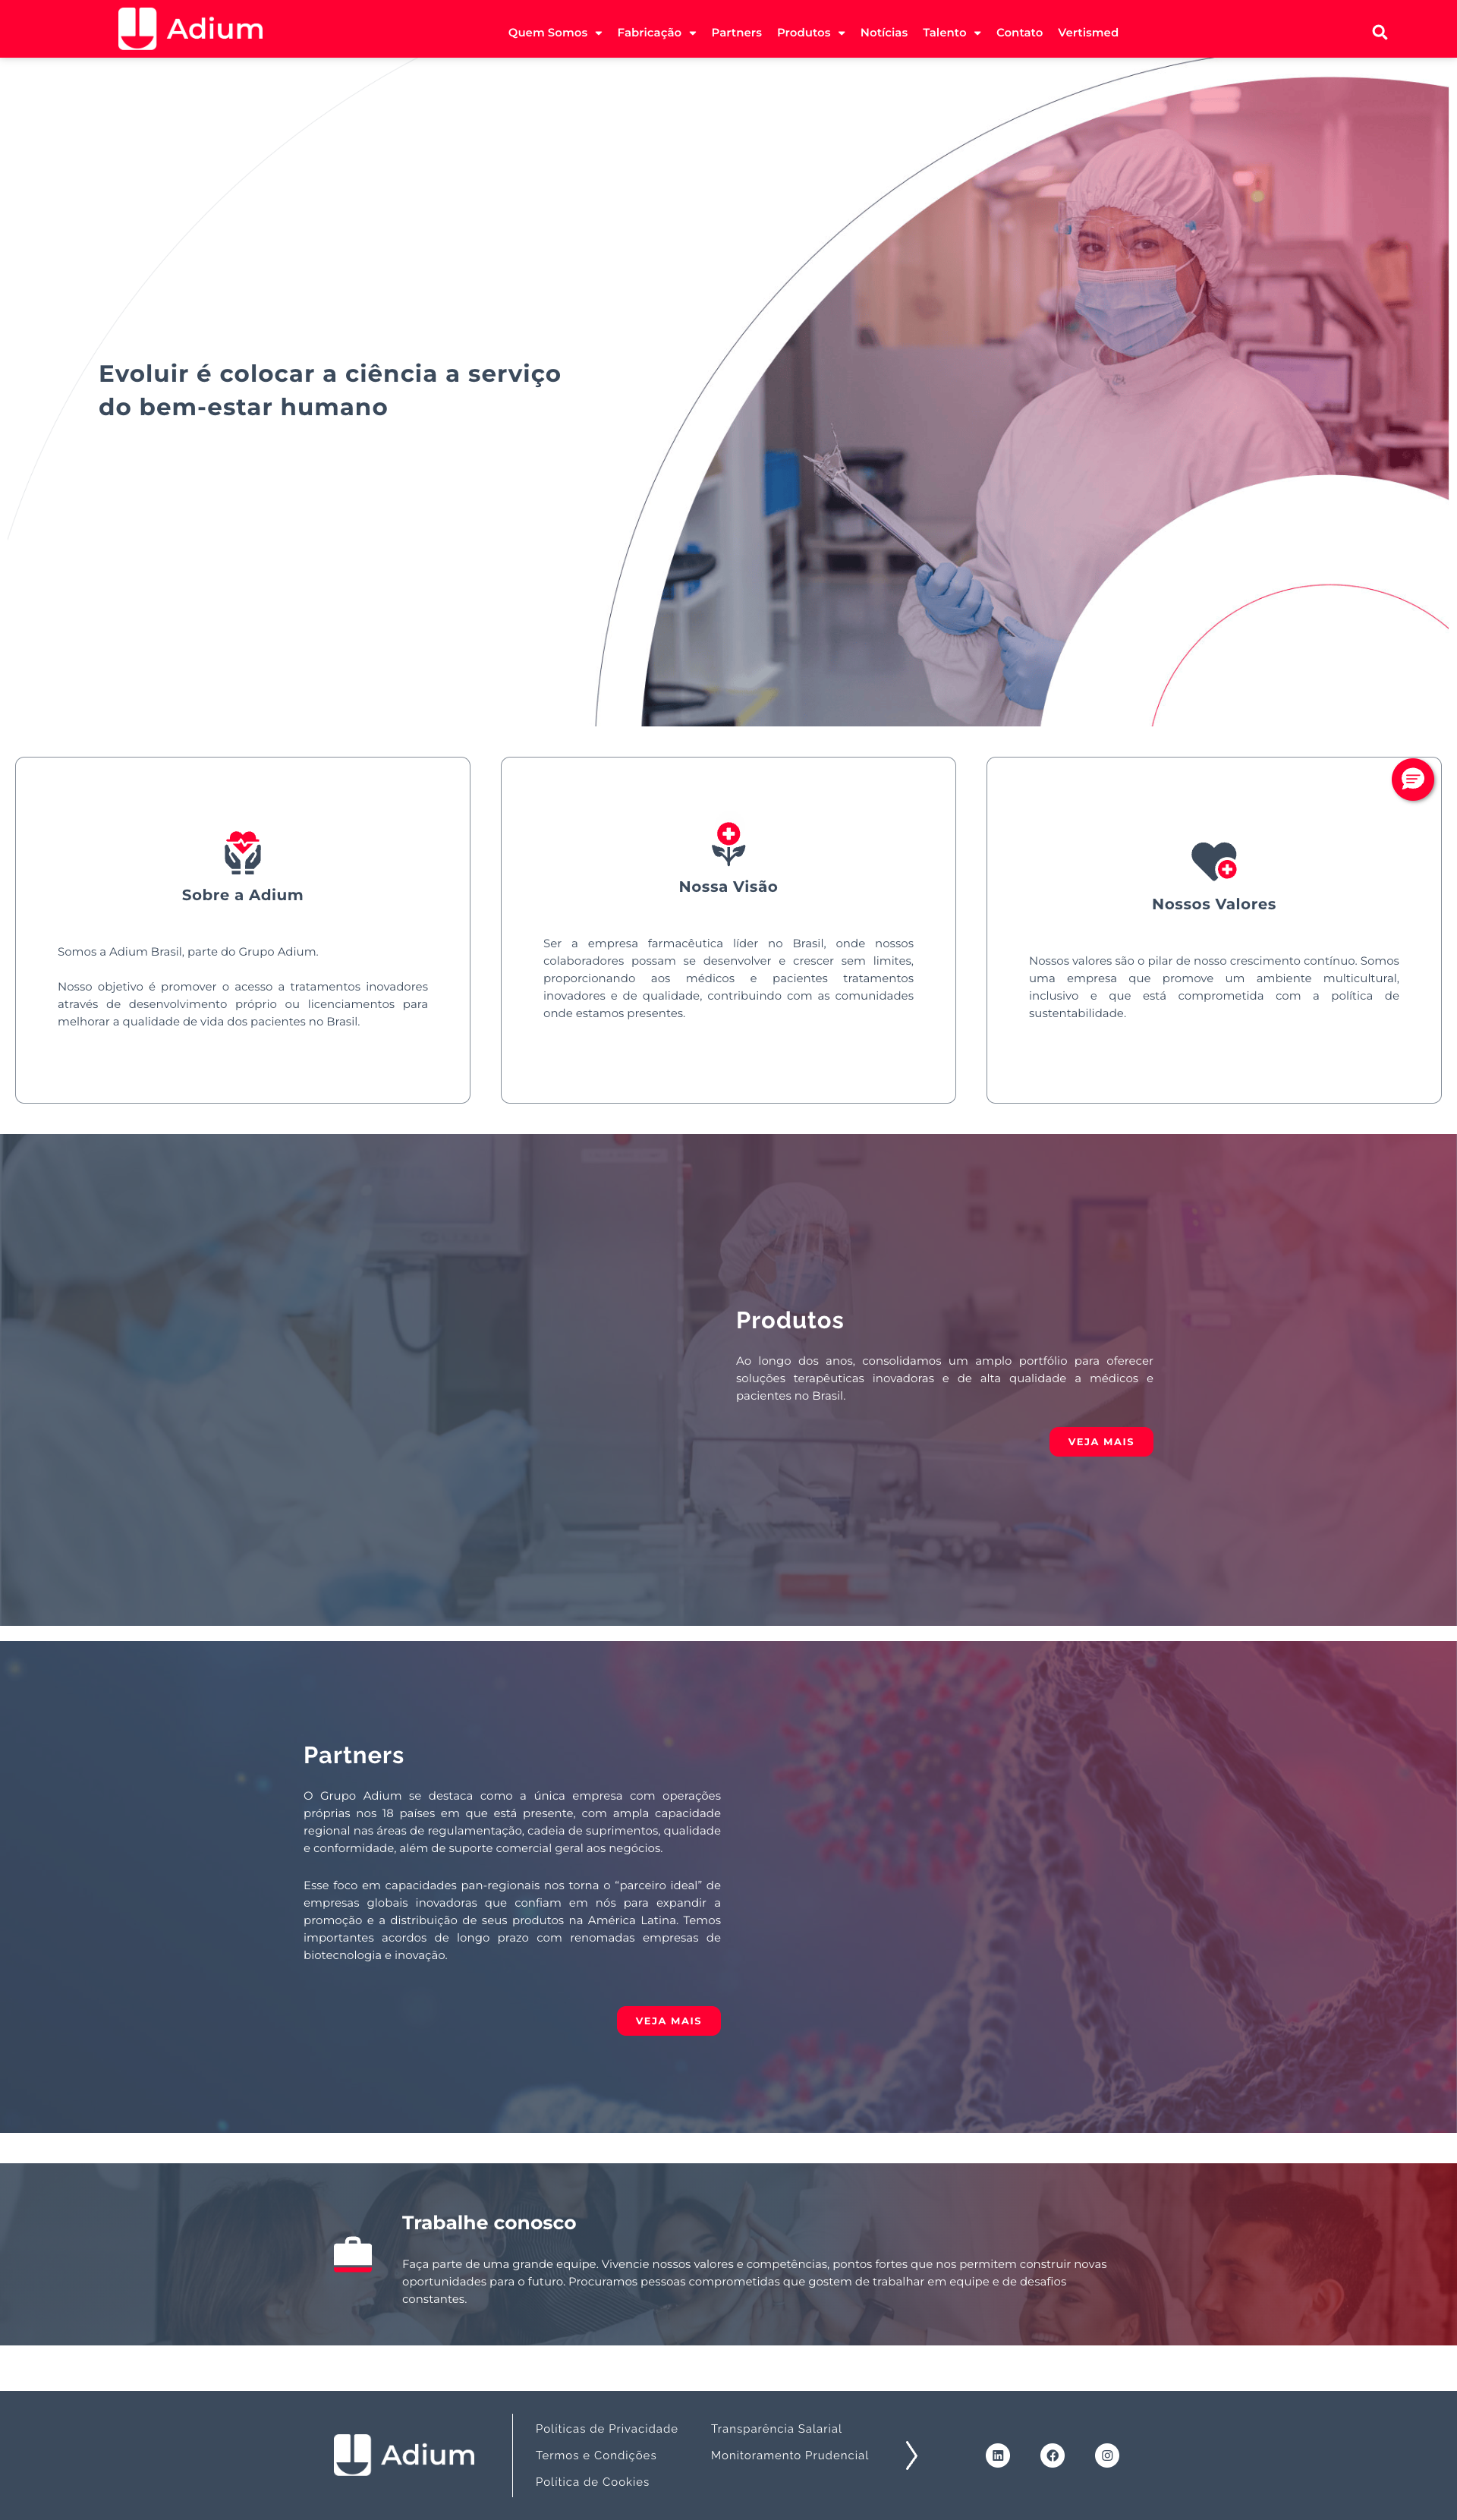 Adium
Quem Somos
Fabricação
Partners
Produtos
Notícias
Talento
Contato
Vertismed
Evoluir é colocar a ciência a serviço
do bem-estar humano
Sobre a Adium
Somos a Adium Brasil, parte do Grupo Adium.
Nosso objetivo é promover o acesso a tratamentos inovadores
através de desenvolvimento próprio ou licenciamentos para
melhorar a qualidade de vida dos pacientes no Brasil.
Nossa Visão
Ser a empresa farmacêutica líder no Brasil, onde nossos
colaboradores possam se desenvolver e crescer sem limites,
proporcionando aos médicos e pacientes tratamentos
inovadores e de qualidade, contribuindo com as comunidades
onde estamos presentes.
Nossos Valores
Nossos valores são o pilar de nosso crescimento contínuo. Somos
uma empresa que promove um ambiente multicultural,
inclusivo e que está comprometida com a política de
sustentabilidade.
Produtos
Ao longo dos anos, consolidamos um amplo portfólio para oferecer
soluções terapêuticas inovadoras e de alta qualidade a médicos e
pacientes no Brasil.
VEJA MAIS
Partners
O Grupo Adium se destaca como a única empresa com operações
próprias nos 18 países em que está presente, com ampla capacidade
regional nas áreas de regulamentação, cadeia de suprimentos, qualidade
e conformidade, além de suporte comercial geral aos negócios.
Esse foco em capacidades pan-regionais nos torna o “parceiro ideal” de
empresas globais inovadoras que confiam em nós para expandir a
promoção e a distribuição de seus produtos na América Latina. Temos
importantes acordos de longo prazo com renomadas empresas de
biotecnologia e inovação.
VEJA MAIS
Trabalhe conosco
Faça parte de uma grande equipe. Vivencie nossos valores e competências, pontos fortes que nos permitem construir novas
oportunidades para o futuro. Procuramos pessoas comprometidas que gostem de trabalhar em equipe e de desafios
constantes.
Adium
Políticas de Privacidade
Termos e Condições
Política de Cookies
Transparência Salarial
Monitoramento Prudencial